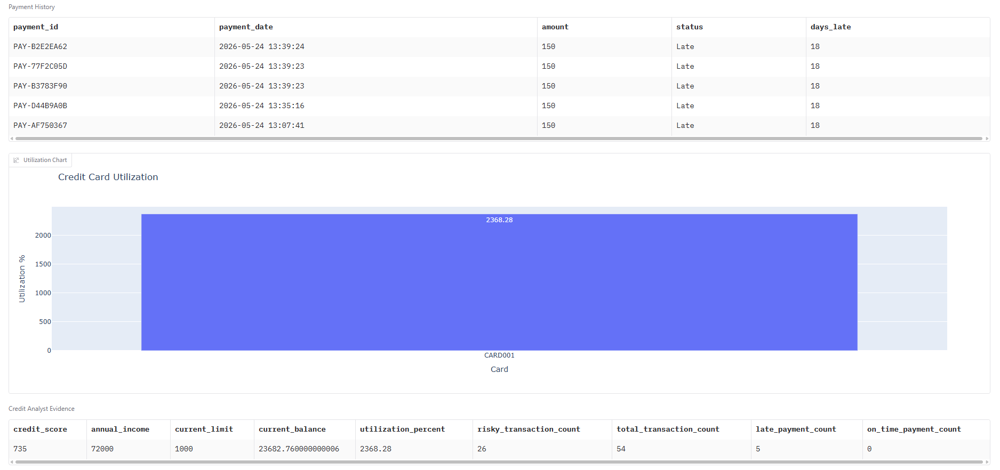 Payment History
payment_id payment_date amount status days_late
PAY-B2E2EA62 2026-05-24 13:39:24 150 Late 18
PAY-77F2C05D 2026-05-24 13:39:23 150 Late 18
PAY-B3783F90 2026-05-24 13:39:23 150 Late 18
PAY-D44B9A0B 2026-05-24 13:35:16 150 Late 18
PAY-AF750367 2026-05-24 13:07:41 150 Late 18
Utilization Chart
Credit Card Utilization
2368.28
2000
1500
1000
500
0
Utilization %
CARD001
Card
Credit Analyst Evidence
credit_score annual_income current_limit current_balance utilization_percent risky_transaction_count total_transaction_count late_payment_count on_time_payment_count
735 72000 1000 23682.760000000006 2368.28 26 54 5 0